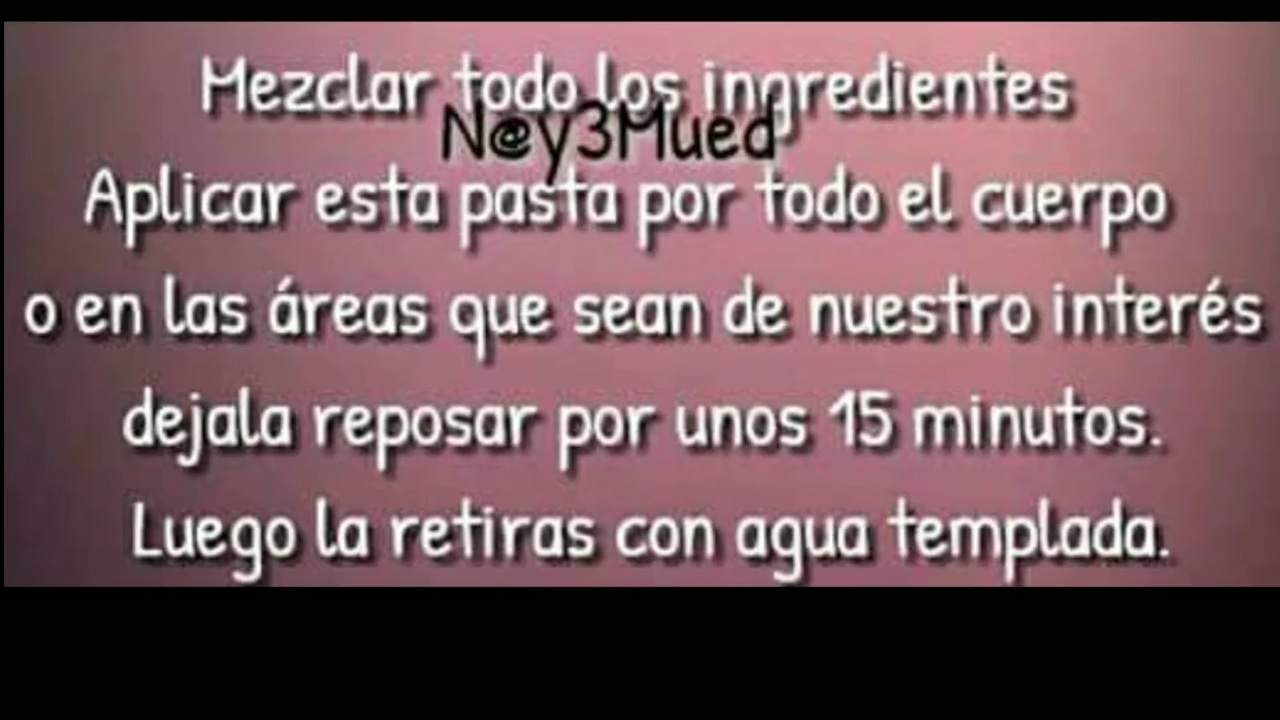 Mezclar todo los ingredientes
N@y3Mued
Aplicar esta pasta por todo el cuerpo
o en las áreas que sean de nuestro interés
dejala reposar por unos 15 minutos.
Luego la retiras con agua templada.